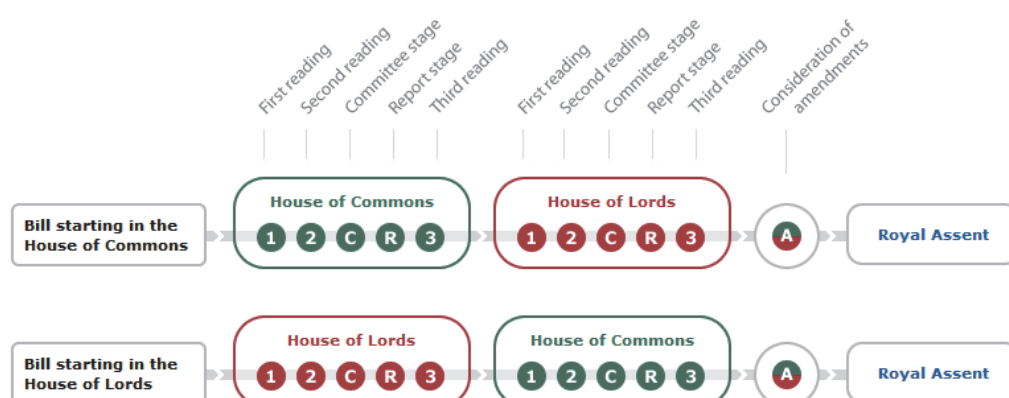 First reading
Second reading
Committee stage
Report stage
Third reading
First reading
Second reading
Committee stage
Report stage
Third reading
Consideration of
amendments
Bill starting in the
House of Commons
House of Commons
1 2 C R 3
House of Lords
1 2 C R 3
A
Royal Assent
Bill starting in the
House of Lords
House of Lords
1 2 C R 3
House of Commons
1 2 C R 3
A
Royal Assent